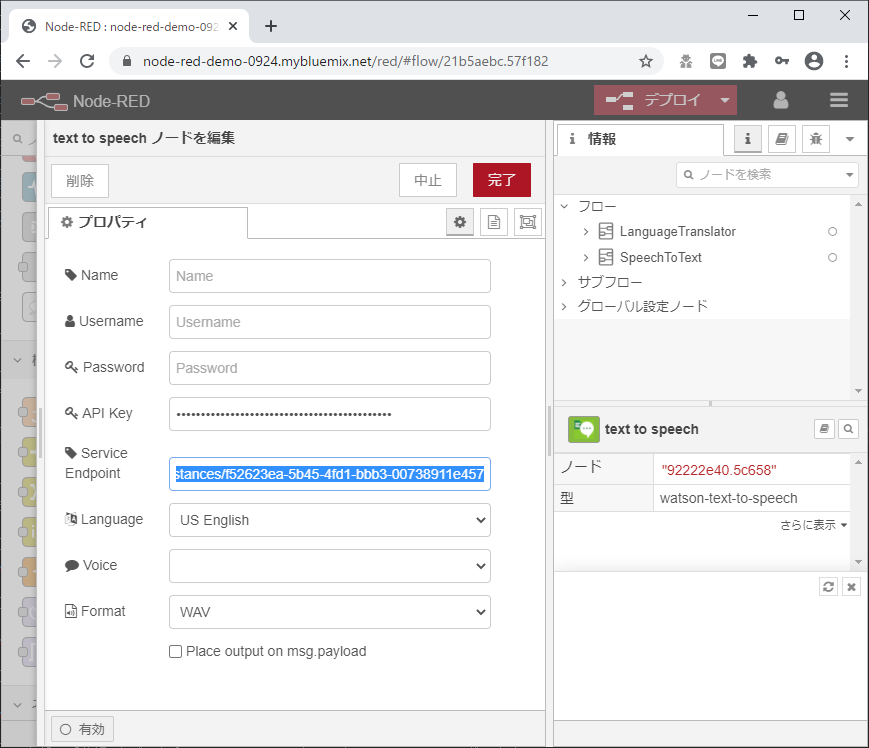 Node-RED : node-red-demo-092
node-red-demo-0924.mybluemix.net/red/#flow/21b5aebc.57f182
Node-RED
デプロイ
text to speech ノードを編集
削除
中止
完了
プロパティ
Name
Name
Username
Username
Password
Password
API Key
••••••••••••••••••••••••••••••••••••••••••••
Service
Endpoint
stances/f52623ea-5b45-4fd1-bbb3-00738911e457
Language
US English
Voice
Format
WAV
Place output on msg.payload
有効
i 情報
i
ノードを検索
フロー
LanguageTranslator
SpeechToText
サブフロー
グローバル設定ノード
text to speech
ノード
"92222e40.5c658"
型
watson-text-to-speech
さらに表示